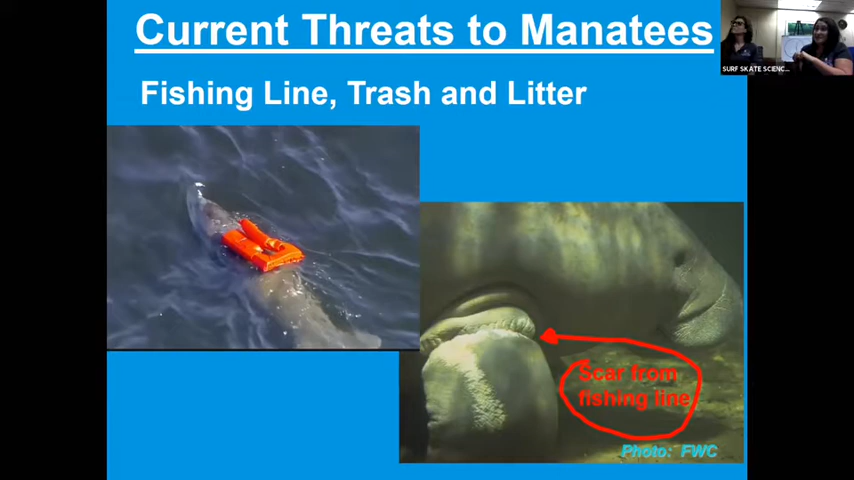 Current Threats to Manatees
SURF SKATE SCIENC...
Fishing Line, Trash and Litter
Scar from
fishing line
Photo: FWC